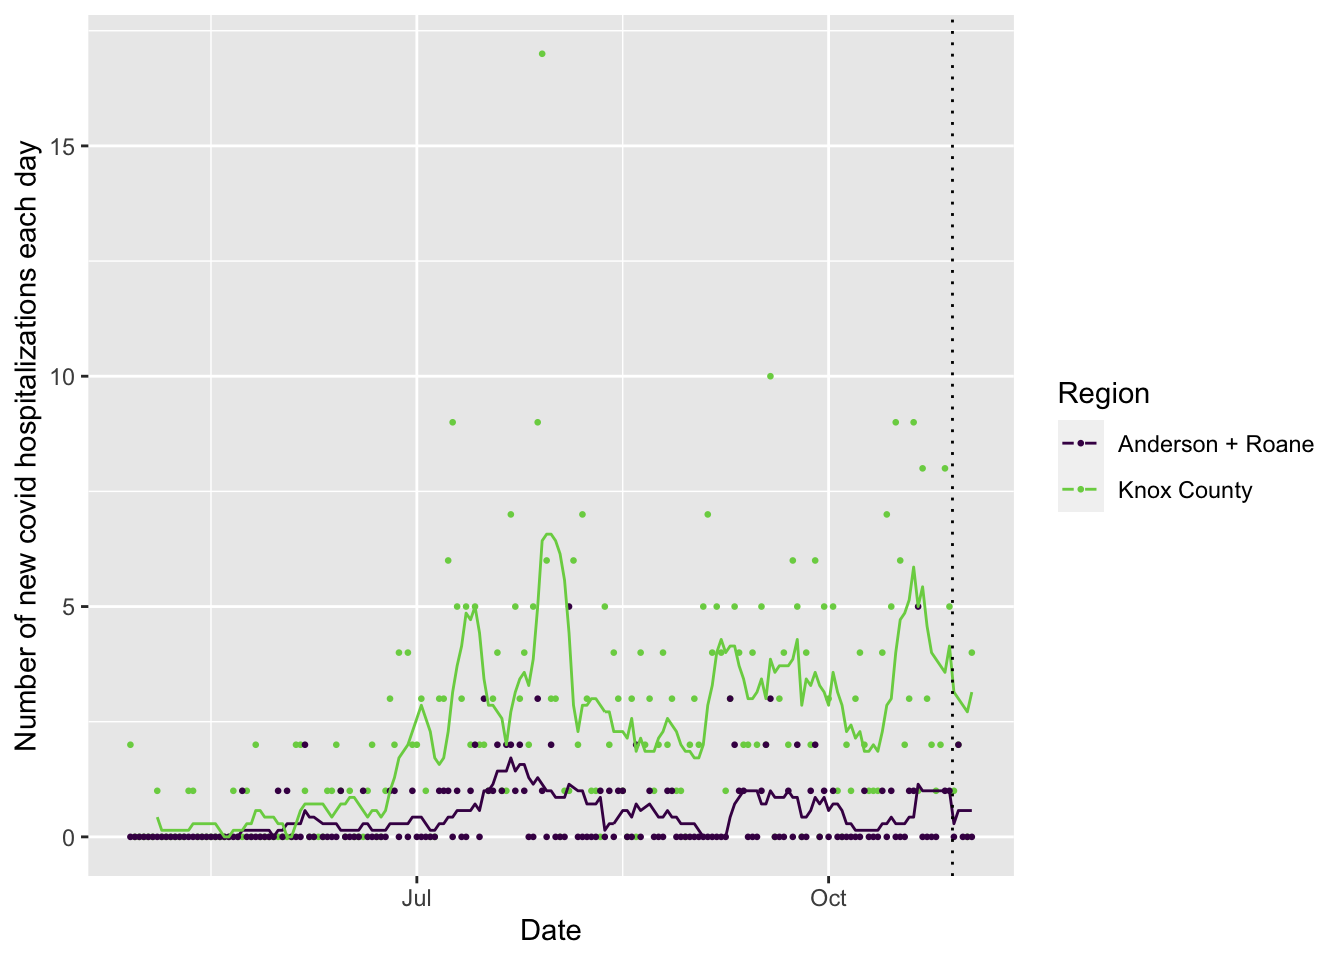 Number of new covid hospitalizations each day
15
10
5
0
Jul
Oct
Date
Region
Anderson + Roane
Knox County